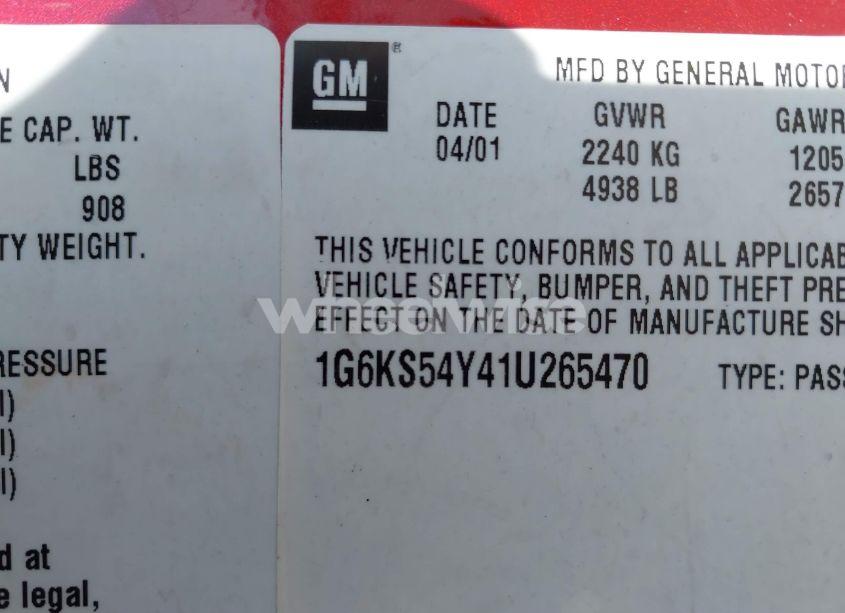 N
E CAP. WT.
LBS
908
TY WEIGHT.
RESSURE
l)
l)
l)
d at
e legal,
GM ®
MFD BY GENERAL MOTOR
DATE GVWR GAWR
04/01 2240 KG 1205
4938 LB 2657
THIS VEHICLE CONFORMS TO ALL APPLICAB
VEHICLE SAFETY, BUMPER, AND THEFT PRE
EFFECT ON THE DATE OF MANUFACTURE SH
1G6KS54Y41U265470 TYPE: PASS